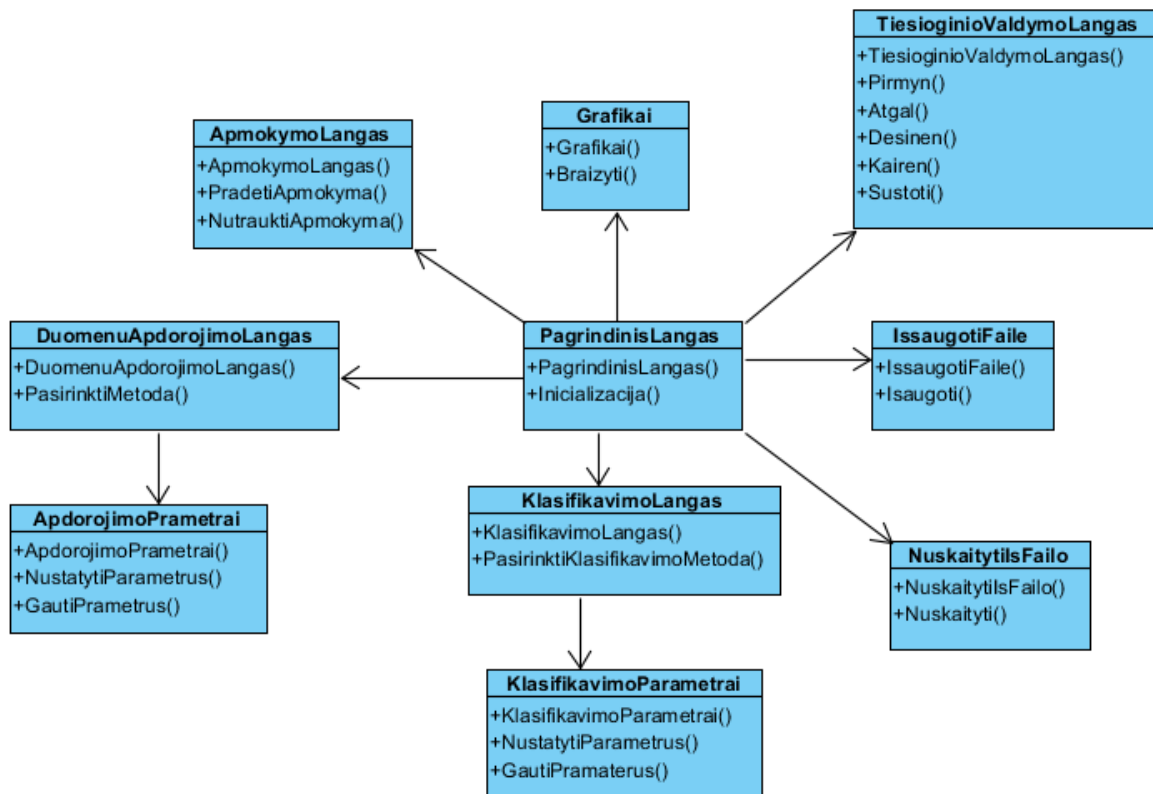 TiesioginioValdymoLangas
+TiesioginioValdymoLangas()
+Pirmyn()
+Atgal()
+Desinen()
+Kairen()
+Sustoti()
Grafikai
+Grafikai()
+Braizyti()
ApmokymoLangas
+ApmokymoLangas()
+PradetiApmokyma()
+NutrauktiApmokyma()
DuomenuApdorojimoLangas
+DuomenuApdorojimoLangas()
+PasirinktiMetoda()
PagrindinisLangas
+PagrindinisLangas()
+Inicializacija()
IssaugotiFaile
+IssaugotiFaile()
+Isaugoti()
ApdorojimoPrametrai
+ApdorojimoPrametrai()
+NustatytiParametrus()
+GautiPrametrus()
KlasifikavimoLangas
+KlasifikavimoLangas()
+PasirinktiKlasifikavimoMetoda()
NuskaitytiIsFailo
+NuskaitytiIsFailo()
+Nuskaityti()
KlasifikavimoParametrai
+KlasifikavimoParametrai()
+NustatytiParametrus()
+GautiPramaterus()